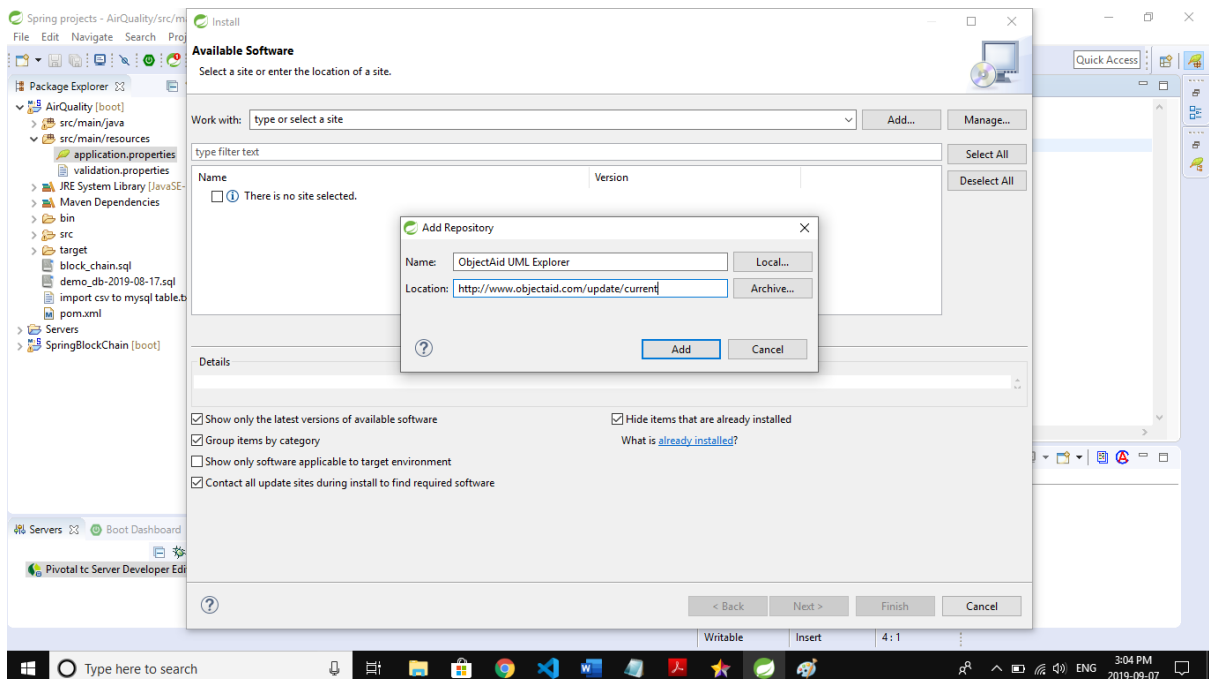 Spring projects - AirQuality/src/m
File Edit Navigate Search Proj
Quick Access
Package Explorer
AirQuality [boot]
src/main/java
src/main/resources
application.properties
validation.properties
JRE System Library [JavaSE-
Maven Dependencies
bin
src
target
block_chain.sql
demo_db-2019-08-17.sql
import csv to mysql table.t
pom.xml
Servers
SpringBlockChain [boot]
Servers
Boot Dashboard
Pivotal tc Server Developer Edi
Install
Available Software
Select a site or enter the location of a site.
Work with: type or select a site
Add...
Manage...
type filter text
Select All
Name
Version
Deselect All
There is no site selected.
Add Repository
Name: ObjectAid UML Explorer
Local...
Location: http://www.objectaid.com/update/current
Archive...
Add
Cancel
Details
Show only the latest versions of available software
Hide items that are already installed
Group items by category
What is already installed?
Show only software applicable to target environment
Contact all update sites during install to find required software
< Back
Next >
Finish
Cancel
Writable
Insert
4 : 1
Type here to search
ENG
3:04 PM
2019-09-07